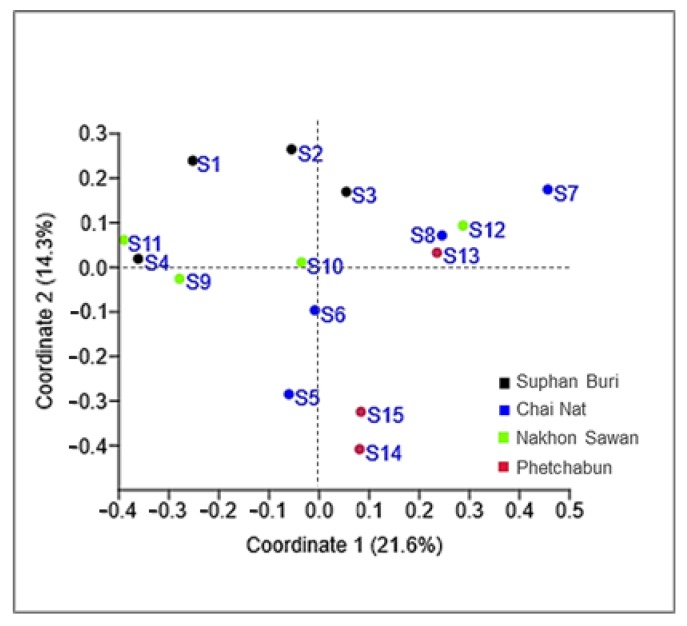 0.3
S2
S1
0.2
S3
S7
0.1
S8
S12
S11
S13
S4
0.0
S10
S9
−0.1
S6
−0.2
−0.3
S5
S15
−0.4
S14
Coordinate 2 (14.3%)
Suphan Buri
Chai Nat
Nakhon Sawan
Phetchabun
-0.4 -0.3 -0.2 -0.1 0.0 0.1 0.2 0.3 0.4 0.5
Coordinate 1 (21.6%)